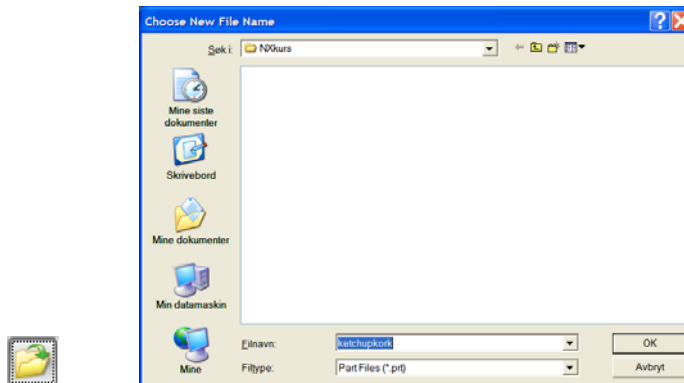 Choose New File Name
Søk i: NXkurs
Mine siste
dokumenter
Skrivebord
Mine dokumenter
Min datamaskin
Mine
Filnavn: ketchupkork OK
Filtype: Part Files (*.prt) Avbryt